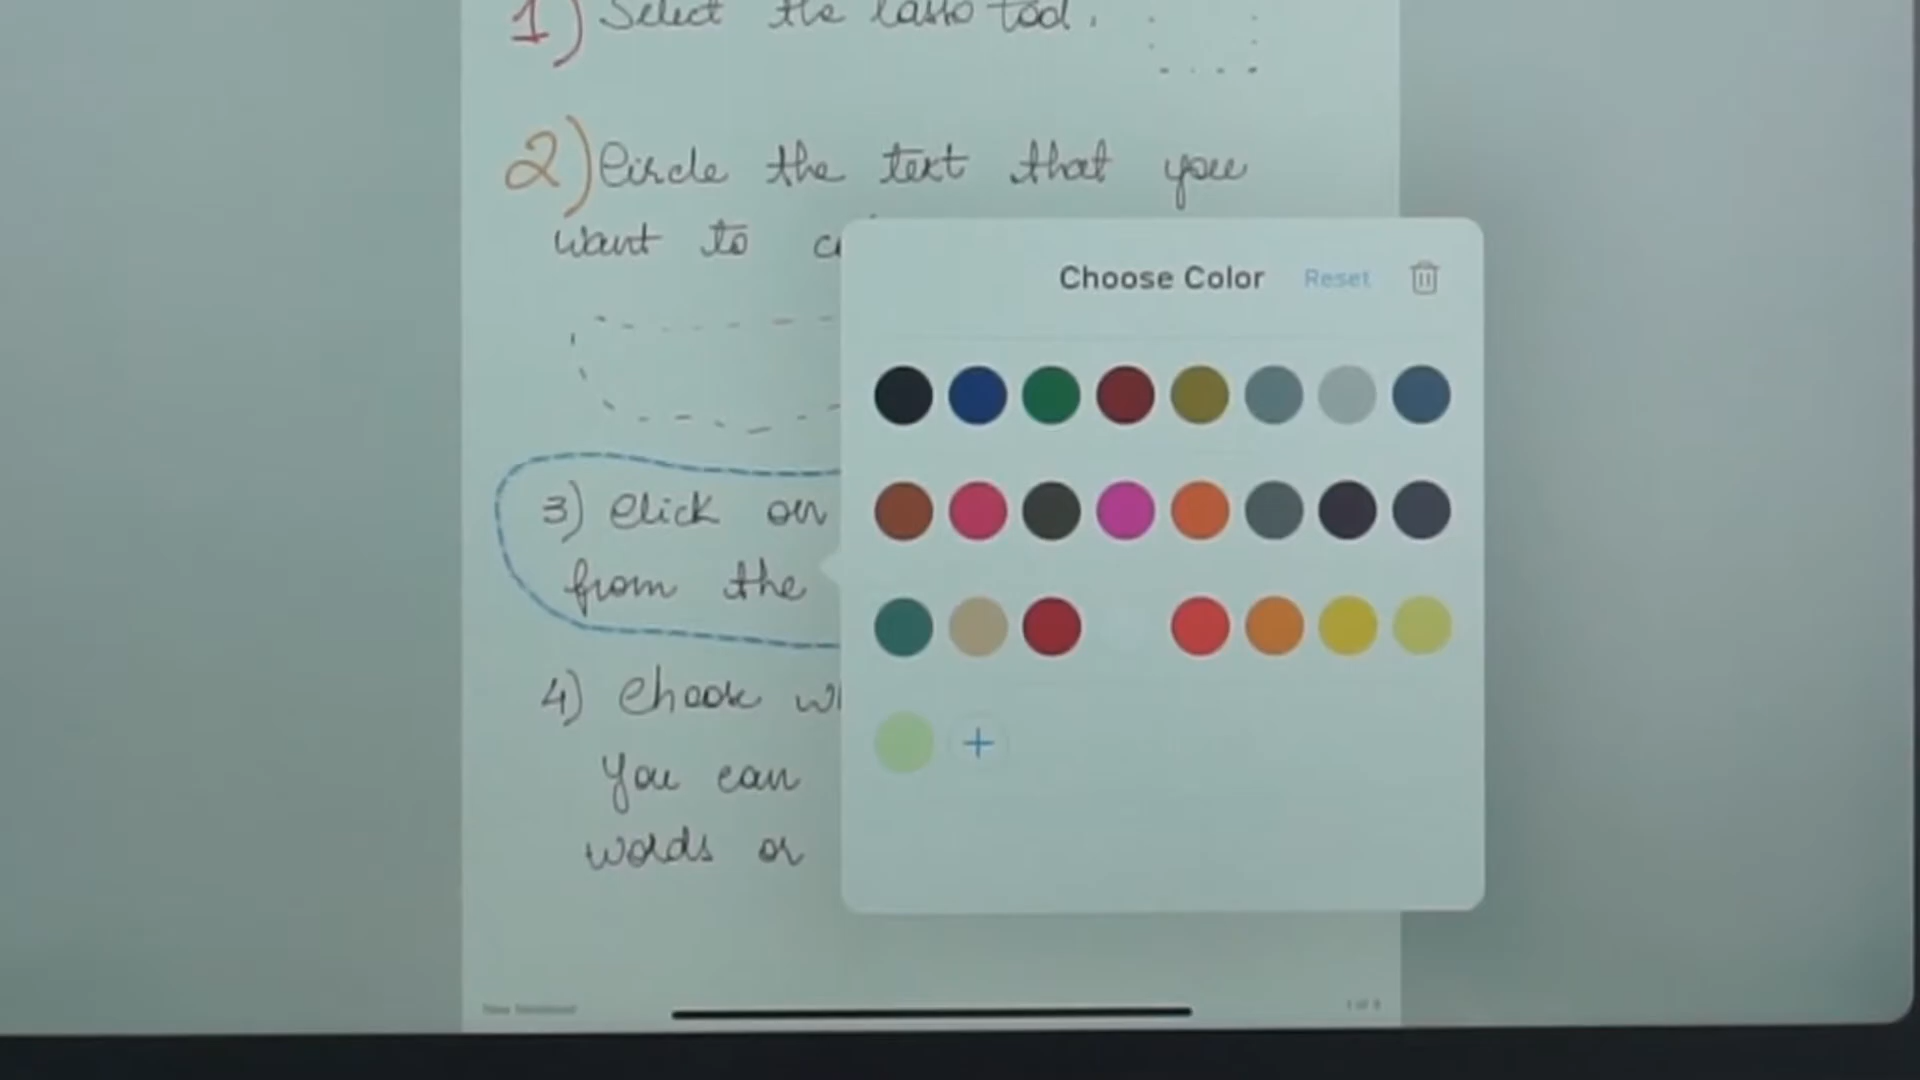 1) Select the lasso tool.
2) Circle the text that you
want to
Choose Color Reset
3) Click on
from the
4) Choose
You can
words or
+